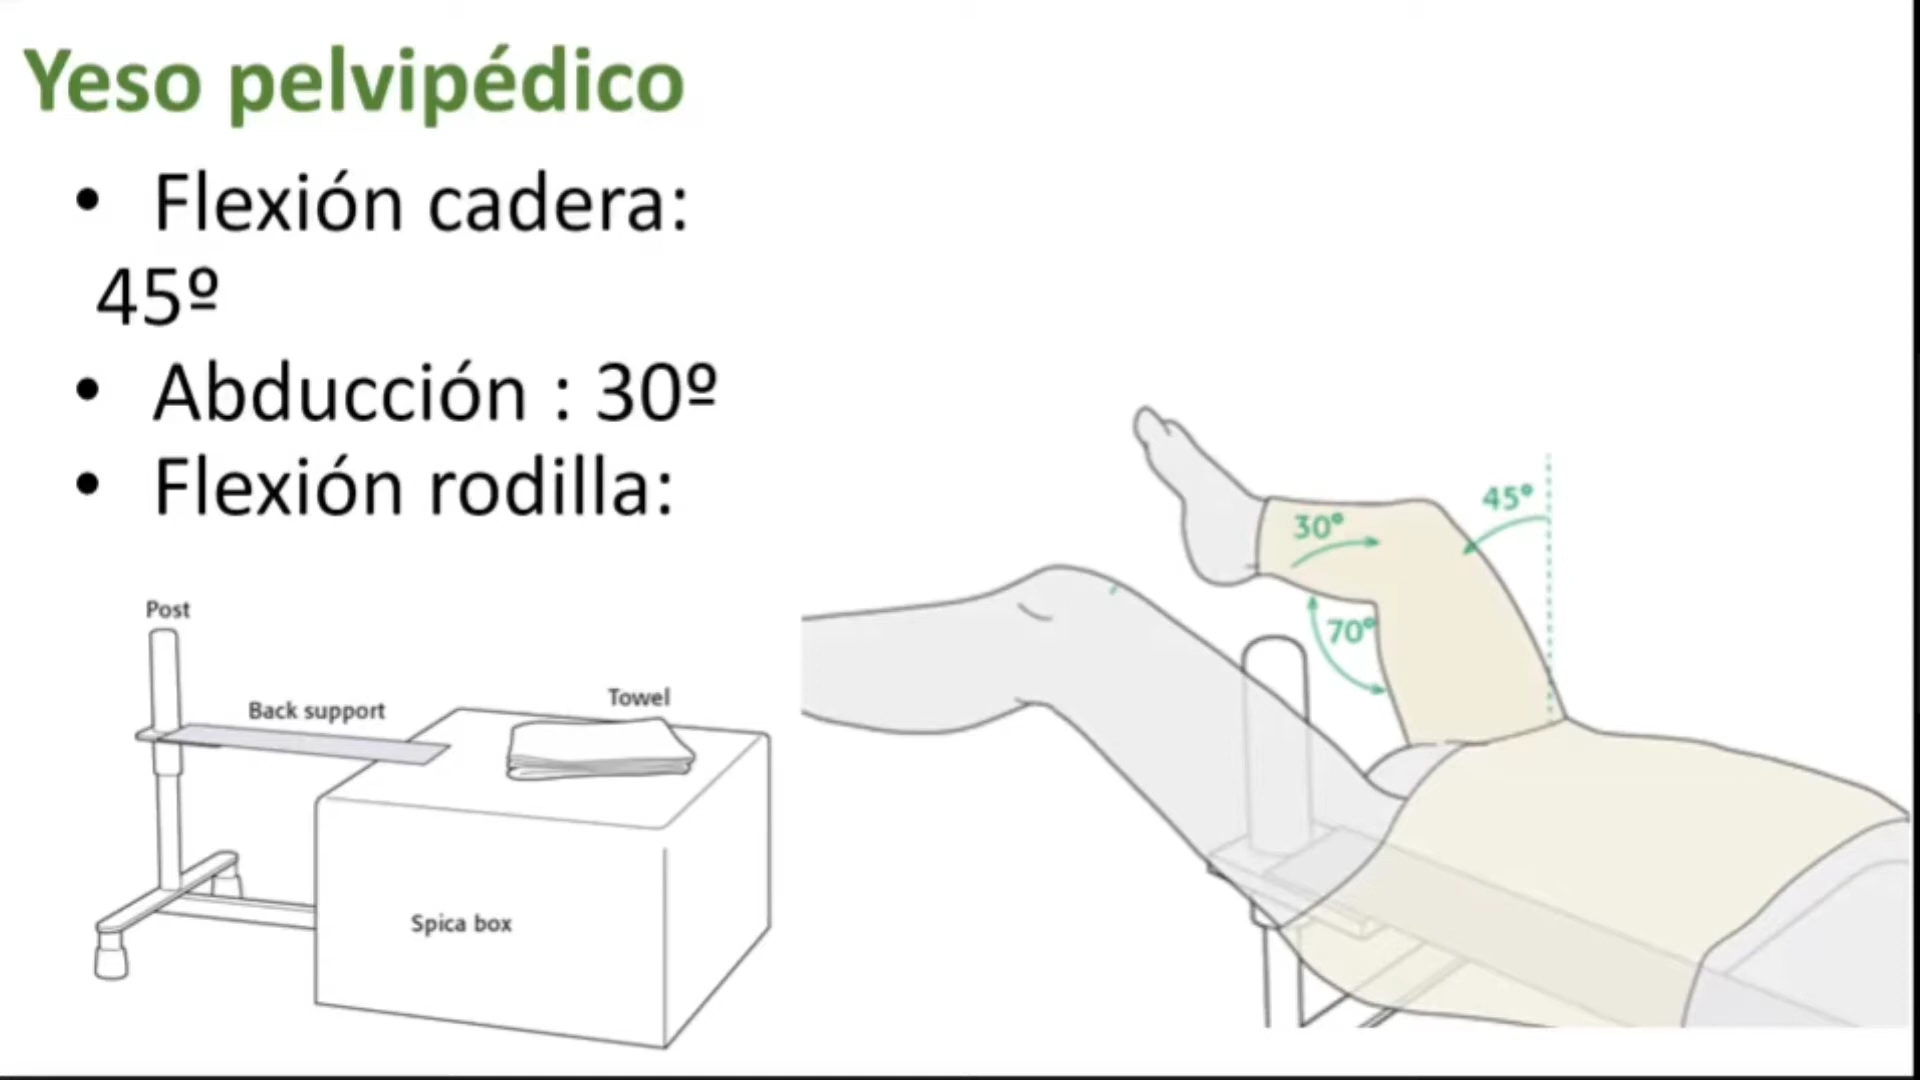 Yeso pelvipédico
• Flexión cadera:
45º
• Abducción : 30º
• Flexión rodilla:
Post
Back support
Towel
Spica box
45°
30°
70°